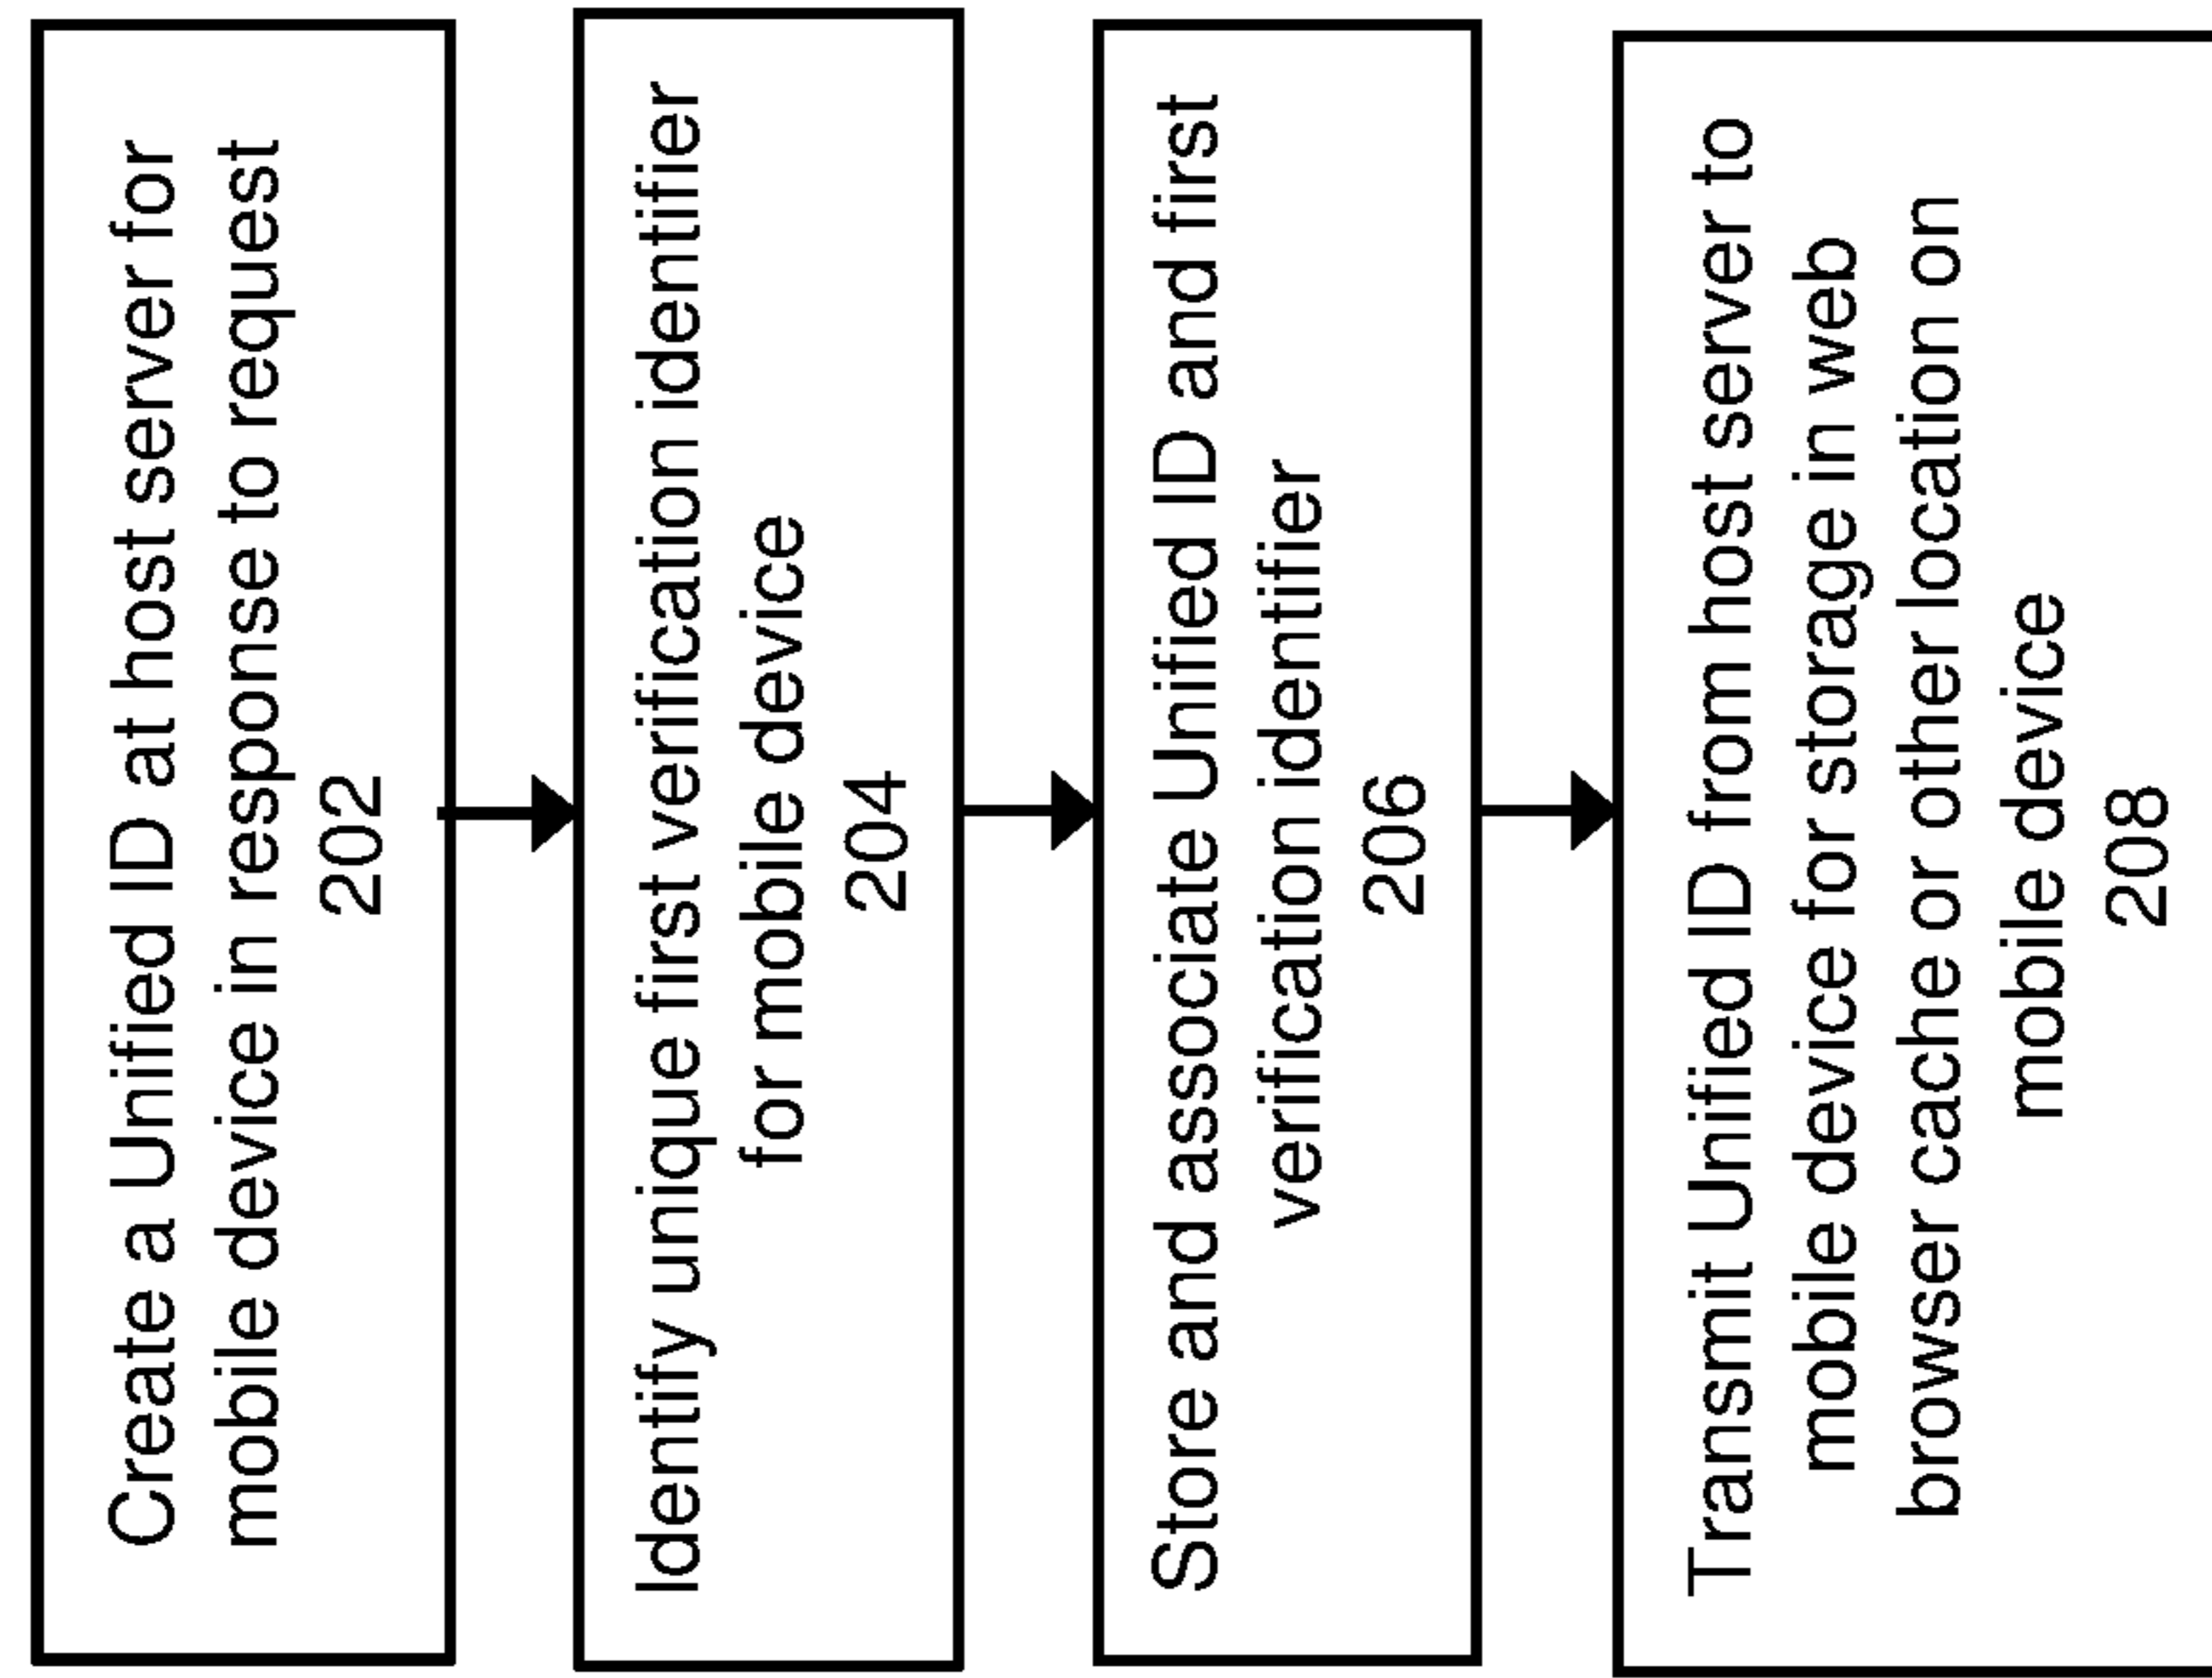 Create a Unified ID at host server for
mobile device in response to request
202
Identify unique first verification identifier
for mobile device
204
Store and associate Unified ID and first
verification identifier
206
Transmit Unified ID from host server to
mobile device for storage in web
browser cache or other location on
mobile device
208